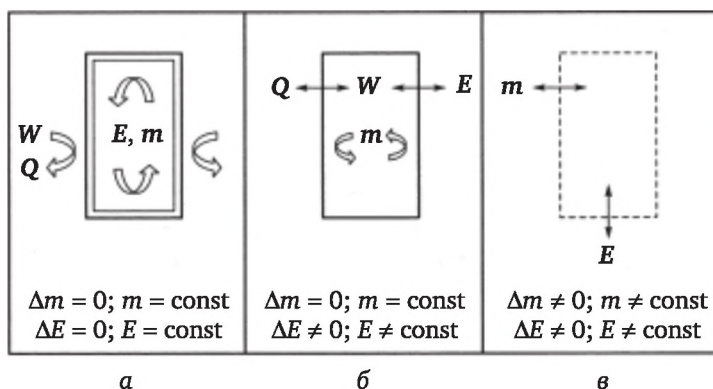 W
Q
E, m
Δm = 0; m = const
ΔE = 0; E = const
Q W E
m
Δm = 0; m = const
ΔE ≠ 0; E ≠ const
m
E
Δm ≠ 0; m ≠ const
ΔE ≠ 0; E ≠ const
а б в